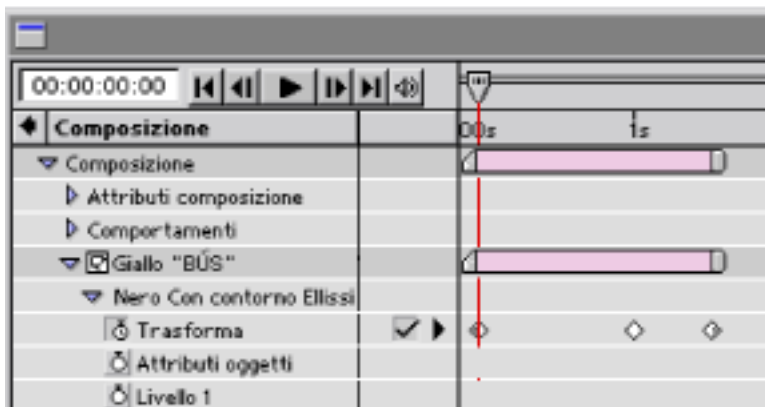 00:00:00:00
Composizione 00s 1s
Composizione
Attributi composizione
Comportamenti
Giallo "BÚS"
Nero Con contorno Ellissi
Trasforma
Attributi oggetti
Livello 1